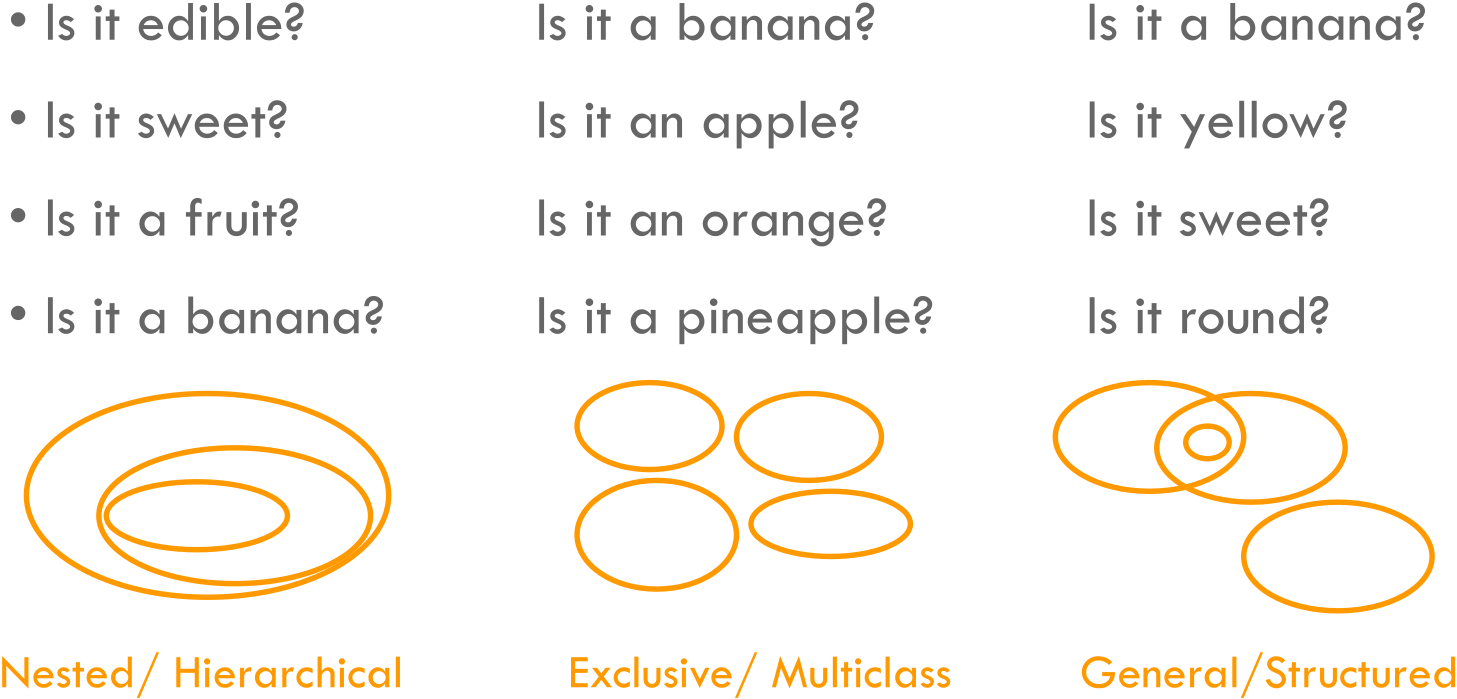 • Is it edible? Is it a banana? Is it a banana?
• Is it sweet? Is it an apple? Is it yellow?
• Is it a fruit? Is it an orange? Is it sweet?
• Is it a banana? Is it a pineapple? Is it round?
Nested/ Hierarchical Exclusive/ Multiclass General/Structured